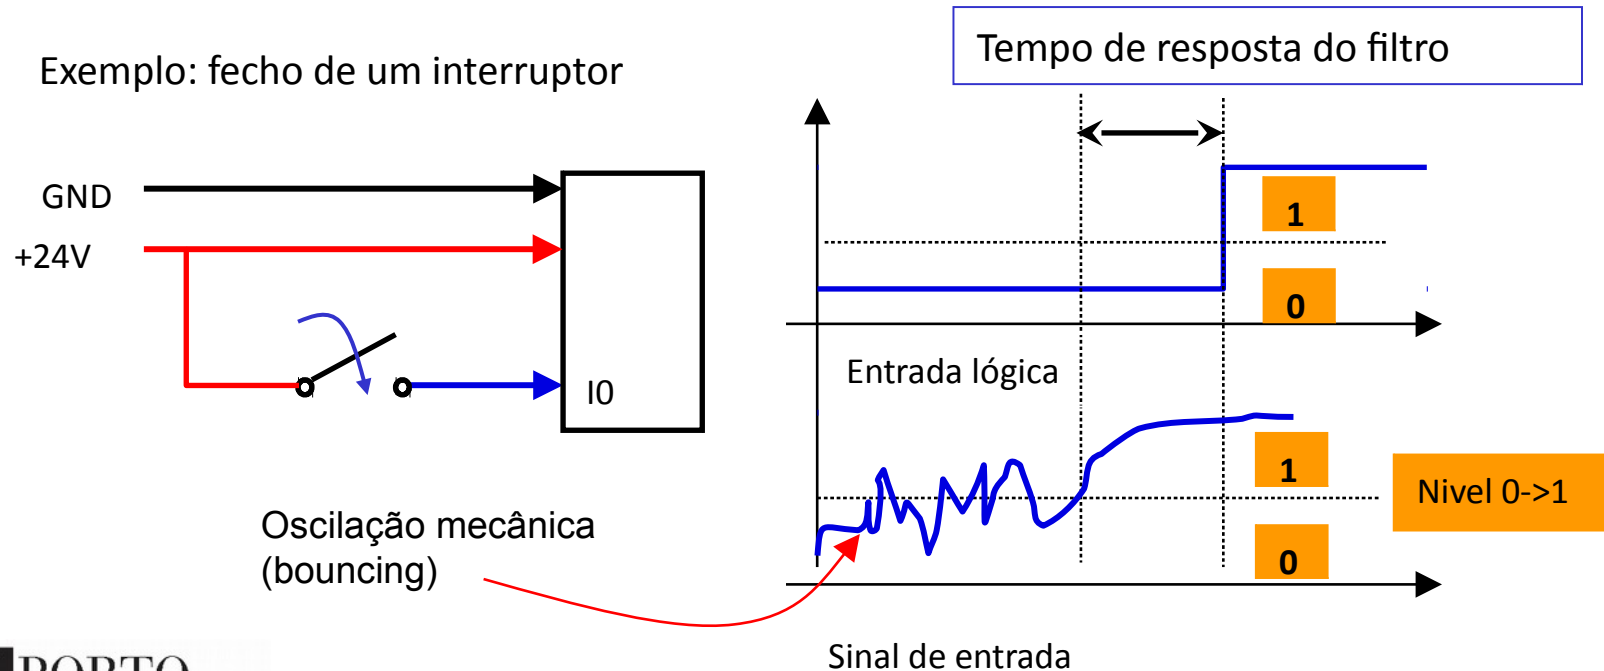 Tempo de resposta do filtro
Exemplo: fecho de um interruptor
GND
+24V
I0
1
0
Entrada lógica
1
Nivel 0->1
0
Oscilação mecânica
(bouncing)
Sinal de entrada
PORTO